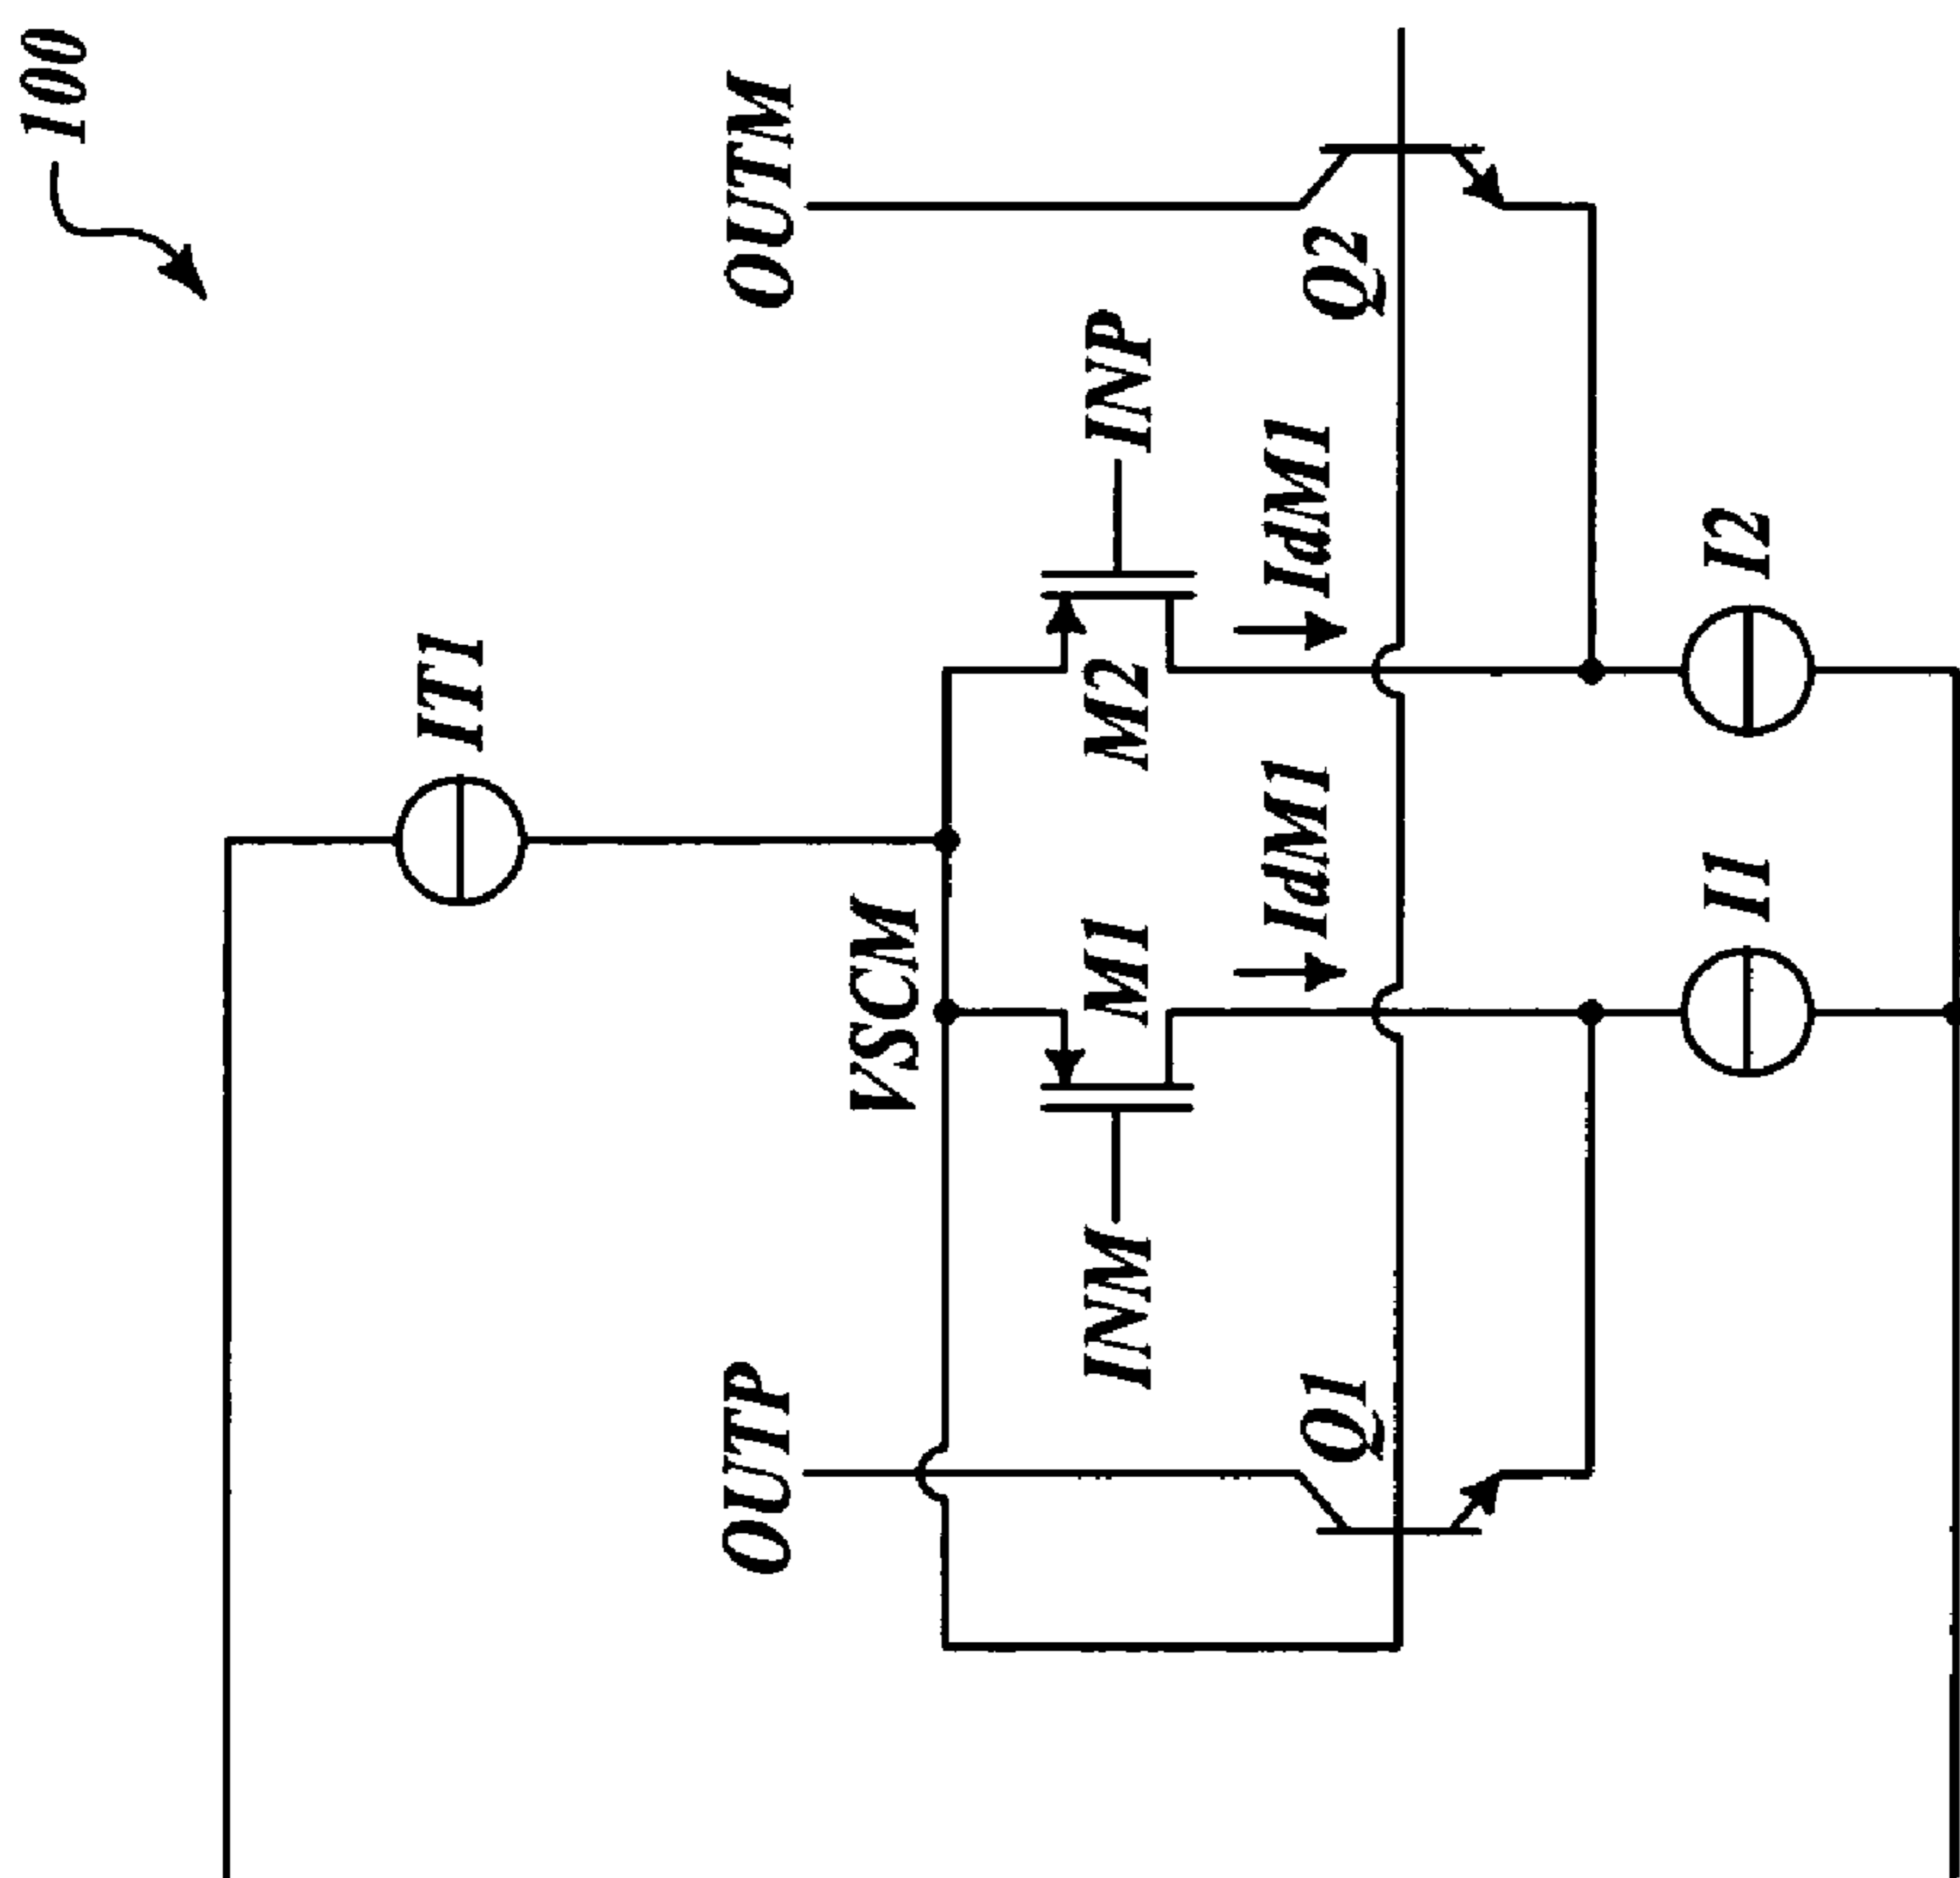 100
IT1
OUTP
OUTM
VSCM
INM
M1
M2
INP
IdM1
IdM1
Q1
Q2
I1
I2